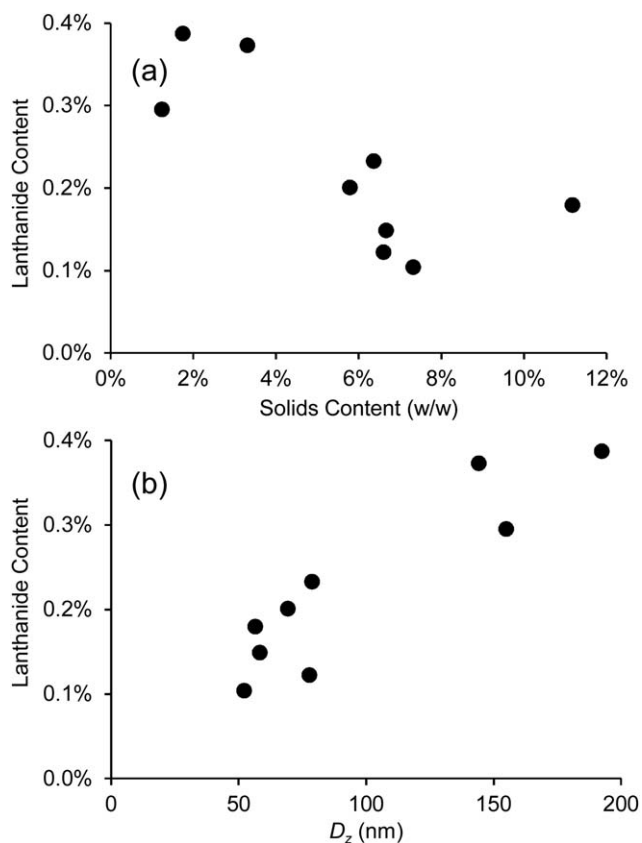 0.4%
(a)
0.3%
Lanthanide Content
0.2%
0.1%
0.0%
0% 2% 4% 6% 8% 10% 12%
Solids Content (w/w)
0.4%
(b)
0.3%
Lanthanide Content
0.2%
0.1%
0.0%
0 50 100 150 200
Dz (nm)